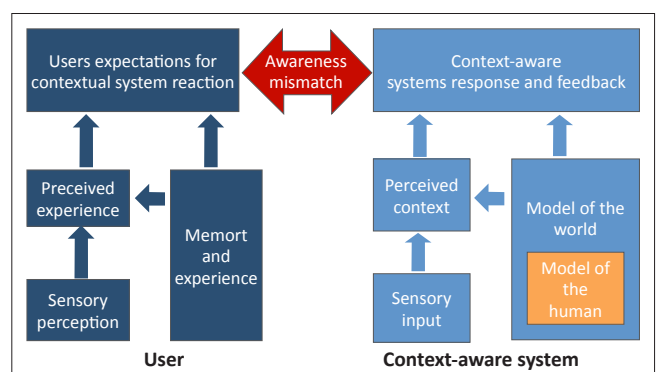 Users expectations for
contextual system reaction
Awareness
mismatch
Context-aware
systems response and feedback
Preceived
experience
Memort
and
experience
Sensory
perception
User
Perceived
context
Model of the
world
Model of
the
human
Sensory
input
Context-aware system